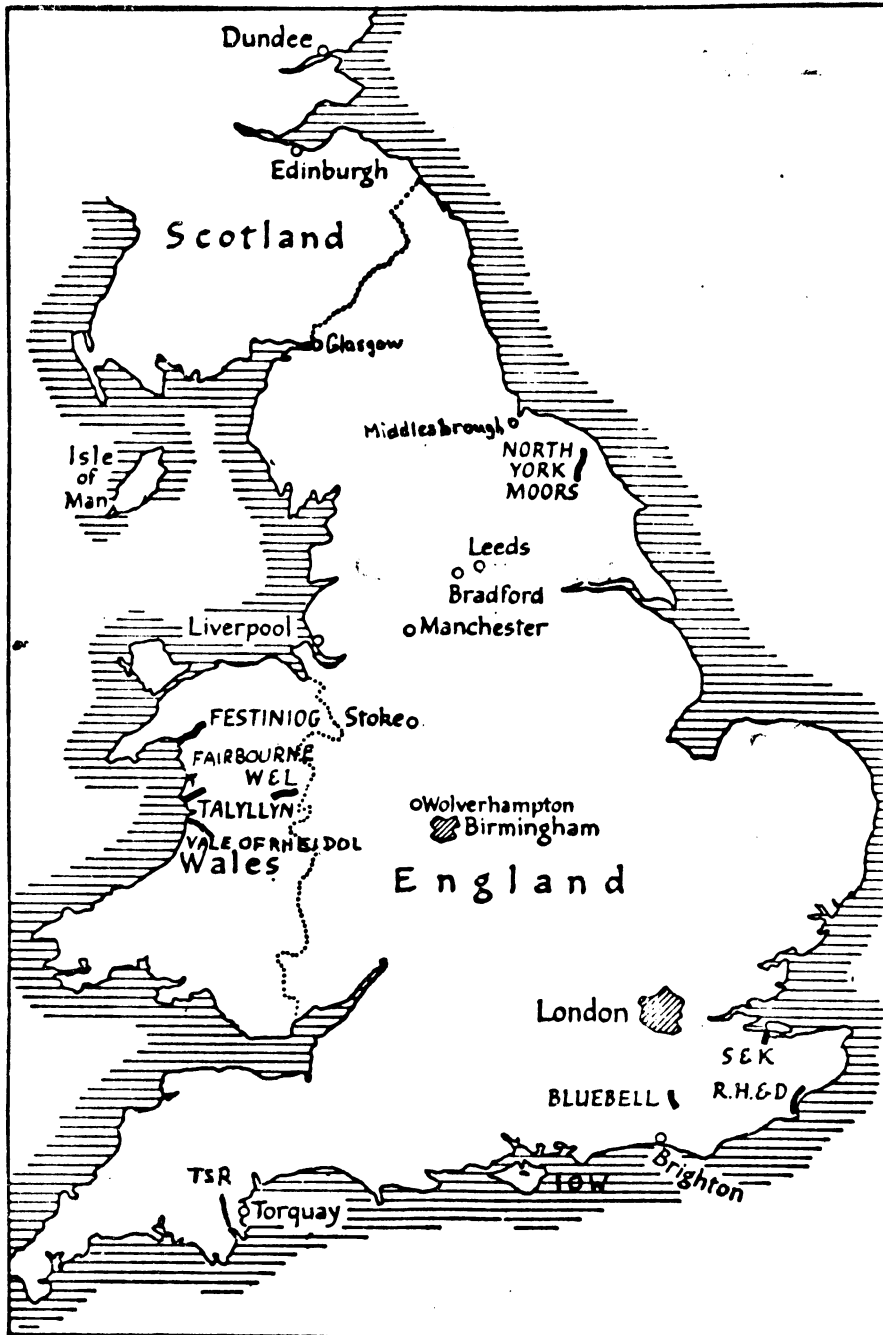 Dundee
Edinburgh
Scotland
Glasgow
Middlesbrough
NORTH
YORK
MOORS
Isle
of
Man
Leeds
Bradford
Liverpool
Manchester
FESTINIOG
Stoke
FAIRBOURNE
W&L
Wolverhampton
TALYLLYN
Birmingham
VALE OF RHEIDOL
Wales
England
London
S&K
BLUEBELL
R.H.&D
Brighton
TSR
IOW
Torquay